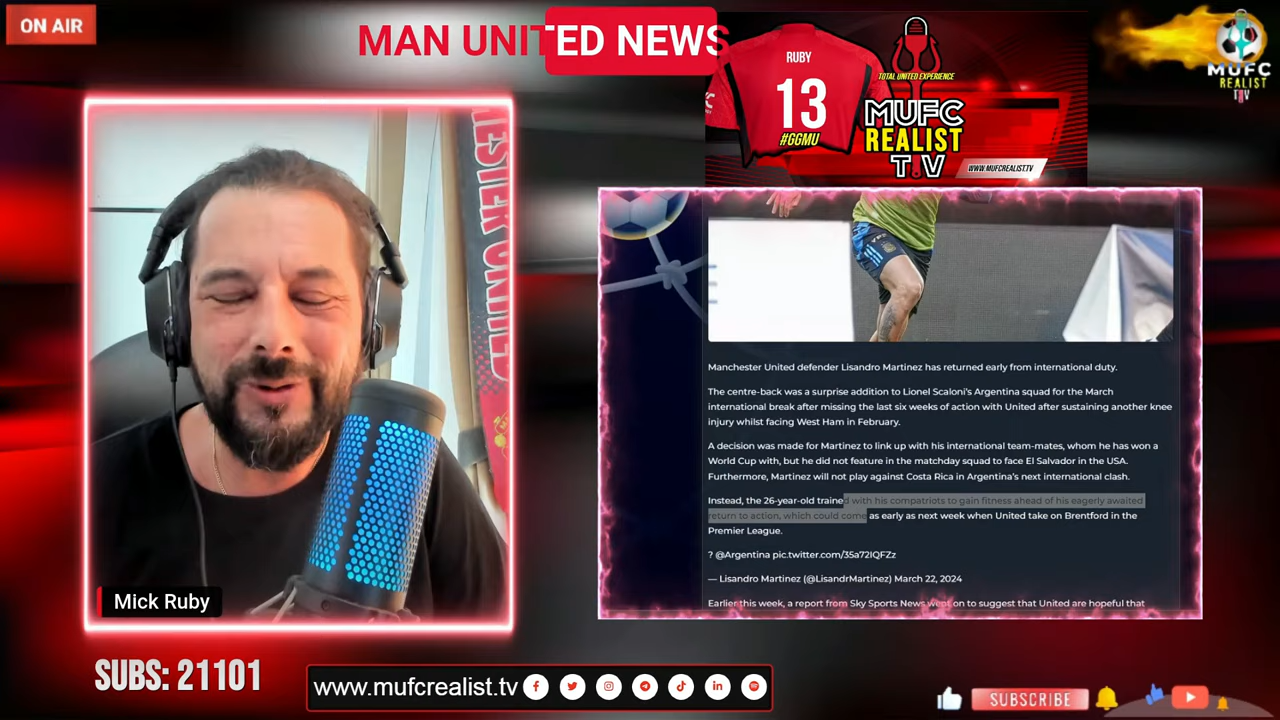 ON AIR
MAN UNITED NEWS
RUBY
13
#GGMU
TOTAL UNITED EXPERIENCE
MUFC
REALIST
TV
WWW.MUFCREALIST.TV
MUFC
REALIST
TV
UNITED
Manchester United defender Lisandro Martinez has returned early from international duty.
The centre-back was a surprise addition to Lionel Scaloni's Argentina squad for the March
international break after missing the last six weeks of action with United after sustaining another knee
injury whilst facing West Ham in February.
A decision was made for Martinez to link up with his international team-mates, whom he has won a
World Cup with, but he did not feature in the matchday squad to face El Salvador in the USA.
Furthermore, Martinez will not play against Costa Rica in Argentina's next international clash.
Instead, the 26-year-old trained with his compatriots to gain fitness ahead of his eagerly awaited
return to action, which could come as early as next week when United take on Brentford in the
Premier League.
? @Argentina pic.twitter.com/35a72IQFZz
— Lisandro Martinez (@LisandrMartinez) March 22, 2024
Earlier this week, a report from Sky Sports News went on to suggest that United are hopeful that
Mick Ruby
SUBS: 21101
www.mufcrealist.tv
SUBSCRIBE